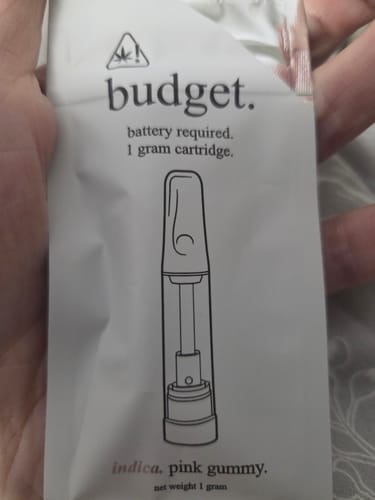 budget.
battery required.
1 gram cartridge.
indica. pink gummy.
net weight 1 gram